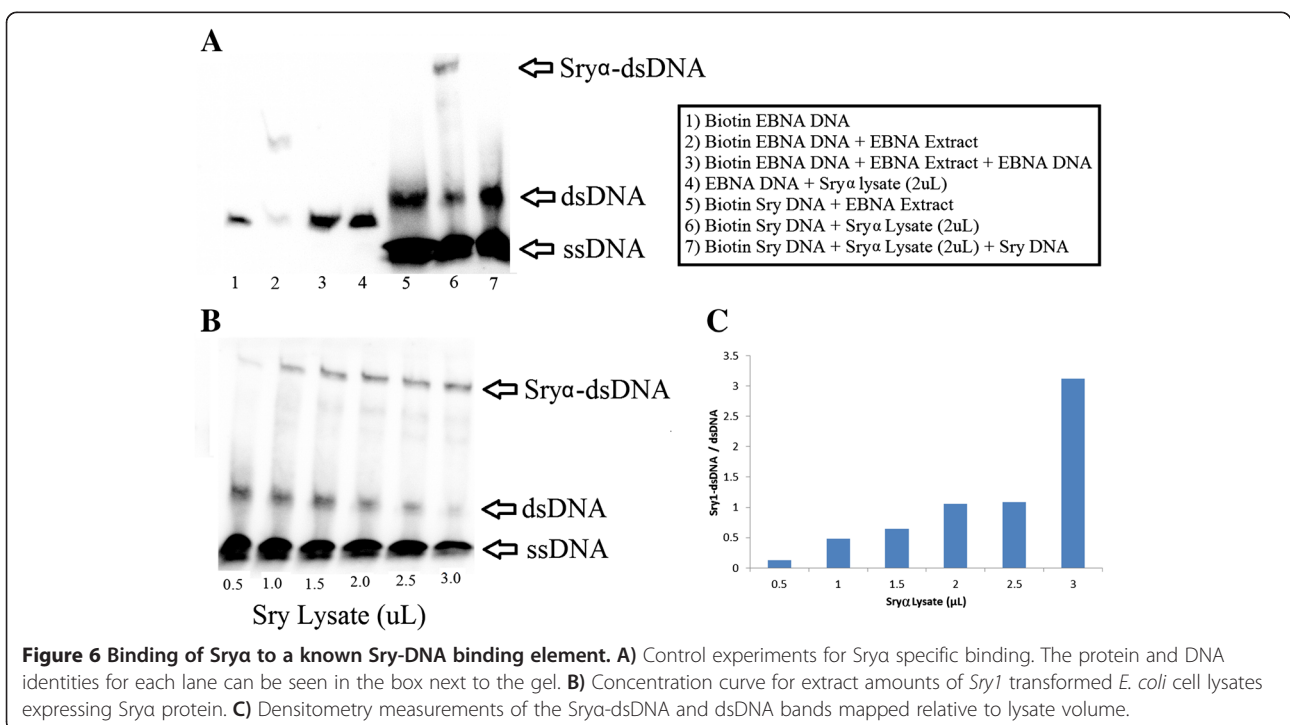 A
Sryα-dsDNA
dsDNA
ssDNA
1 2 3 4 5 6 7
1) Biotin EBNA DNA
2) Biotin EBNA DNA + EBNA Extract
3) Biotin EBNA DNA + EBNA Extract + EBNA DNA
4) EBNA DNA + Sryα lysate (2uL)
5) Biotin Sry DNA + EBNA Extract
6) Biotin Sry DNA + Sryα Lysate (2uL)
7) Biotin Sry DNA + Sryα Lysate (2uL) + Sry DNA
B
Sryα-dsDNA
dsDNA
ssDNA
0.5 1.0 1.5 2.0 2.5 3.0
Sry Lysate (uL)
C
Sry1-dsDNA / dsDNA
3.5
3
2.5
2
1.5
1
0.5
0
0.5 1 1.5 2 2.5 3
Sryα Lysate (µL)
Figure 6 Binding of Sryα to a known Sry-DNA binding element. A) Control experiments for Sryα specific binding. The protein and DNA
identities for each lane can be seen in the box next to the gel. B) Concentration curve for extract amounts of Sry1 transformed E. coli cell lysates
expressing Sryα protein. C) Densitometry measurements of the Sryα-dsDNA and dsDNA bands mapped relative to lysate volume.